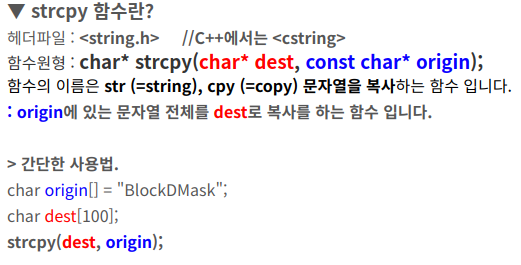 ▼ strcpy 함수란?
헤더파일 : <string.h> //C++에서는 <cstring>
함수원형 : char* strcpy(char* dest, const char* origin);
함수의 이름은 str (=string), cpy (=copy) 문자열을 복사하는 함수 입니다.
: origin에 있는 문자열 전체를 dest로 복사를 하는 함수 입니다.
> 간단한 사용법.
char origin[] = "BlockDMask";
char dest[100];
strcpy(dest, origin);